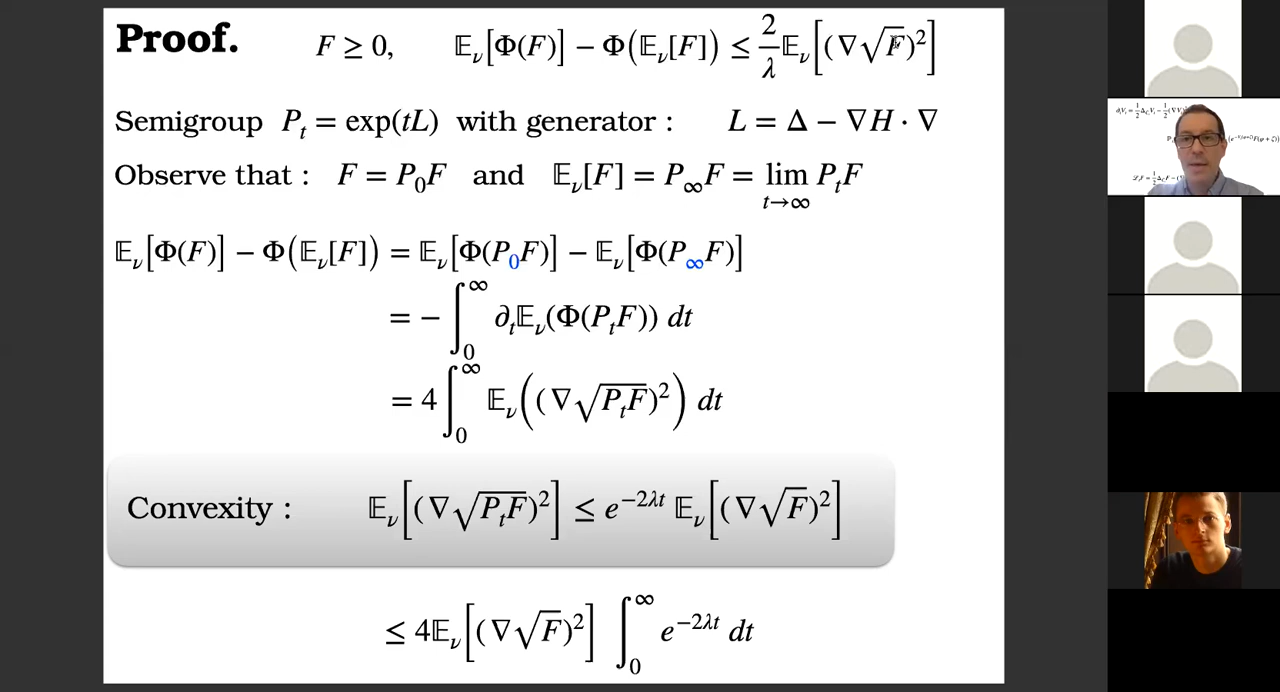 Proof. F ≥ 0, 𝔼_ν[Φ(F)] − Φ(𝔼_ν[F]) ≤ 2/λ 𝔼_ν[(∇√F)²]
Semigroup P_t = exp(tL) with generator : L = Δ − ∇H · ∇
Observe that : F = P_0F and 𝔼_ν[F] = P_∞F = lim_{t→∞} P_tF
𝔼_ν[Φ(F)] − Φ(𝔼_ν[F]) = 𝔼_ν[Φ(P_0F)] − 𝔼_ν[Φ(P_∞F)]
= − ∫_0^∞ ∂_t𝔼_ν(Φ(P_tF)) dt
= 4 ∫_0^∞ 𝔼_ν((∇√P_tF)²) dt
Convexity : 𝔼_ν[(∇√P_tF)²] ≤ e^{−2λt} 𝔼_ν[(∇√F)²]
≤ 4𝔼_ν[(∇√F)²] ∫_0^∞ e^{−2λt} dt